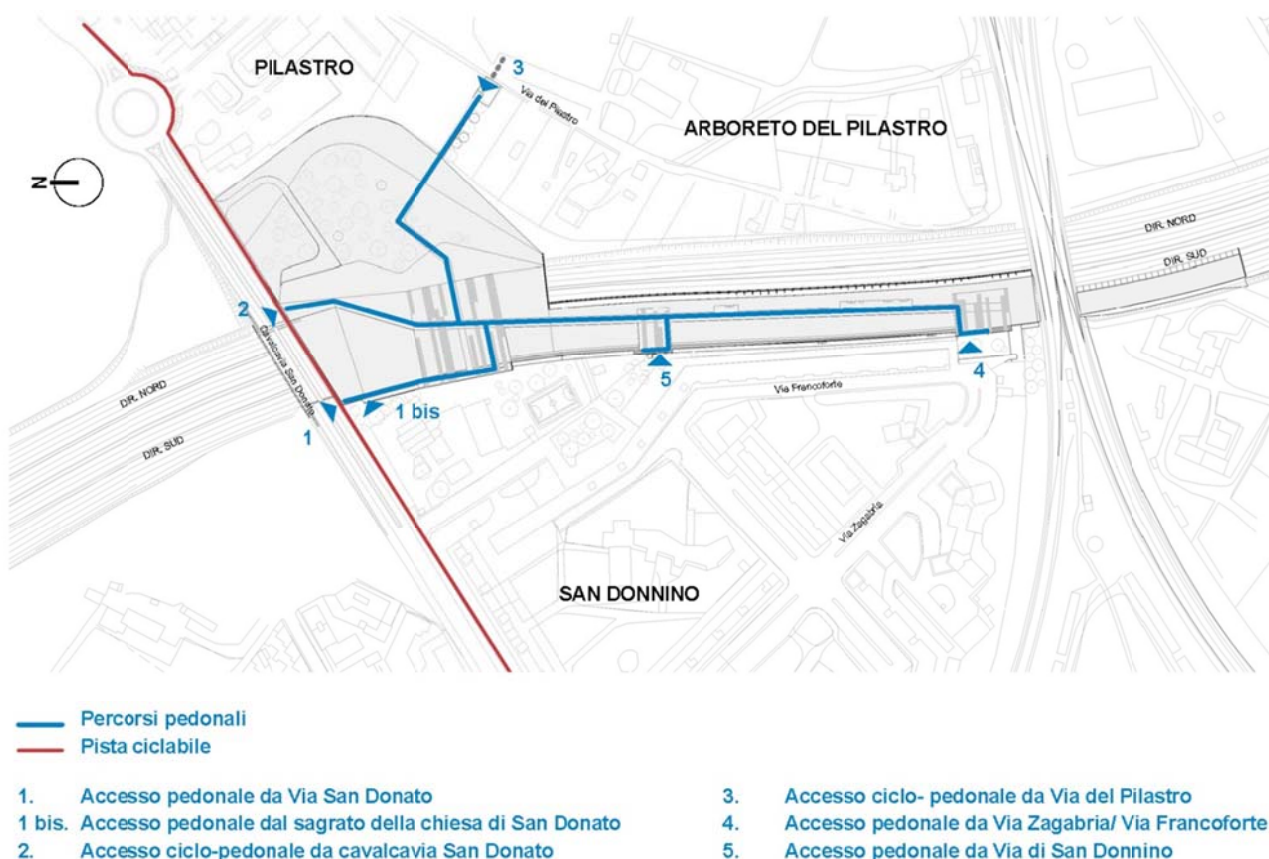 PILASTRO
3
Via del Pilastro
ARBORETO DEL PILASTRO
N
DIR. NORD
DIR. SUD
2
Cavalcavia San Donato
DIR. NORD
DIR. SUD
1
1 bis
5
4
Via Francoforte
Via Zagabria
SAN DONNINO
Percorsi pedonali
Pista ciclabile
1. Accesso pedonale da Via San Donato
1 bis. Accesso pedonale dal sagrato della chiesa di San Donato
2. Accesso ciclo-pedonale da cavalcavia San Donato
3. Accesso ciclo- pedonale da Via del Pilastro
4. Accesso pedonale da Via Zagabria/ Via Francoforte
5. Accesso pedonale da Via di San Donnino